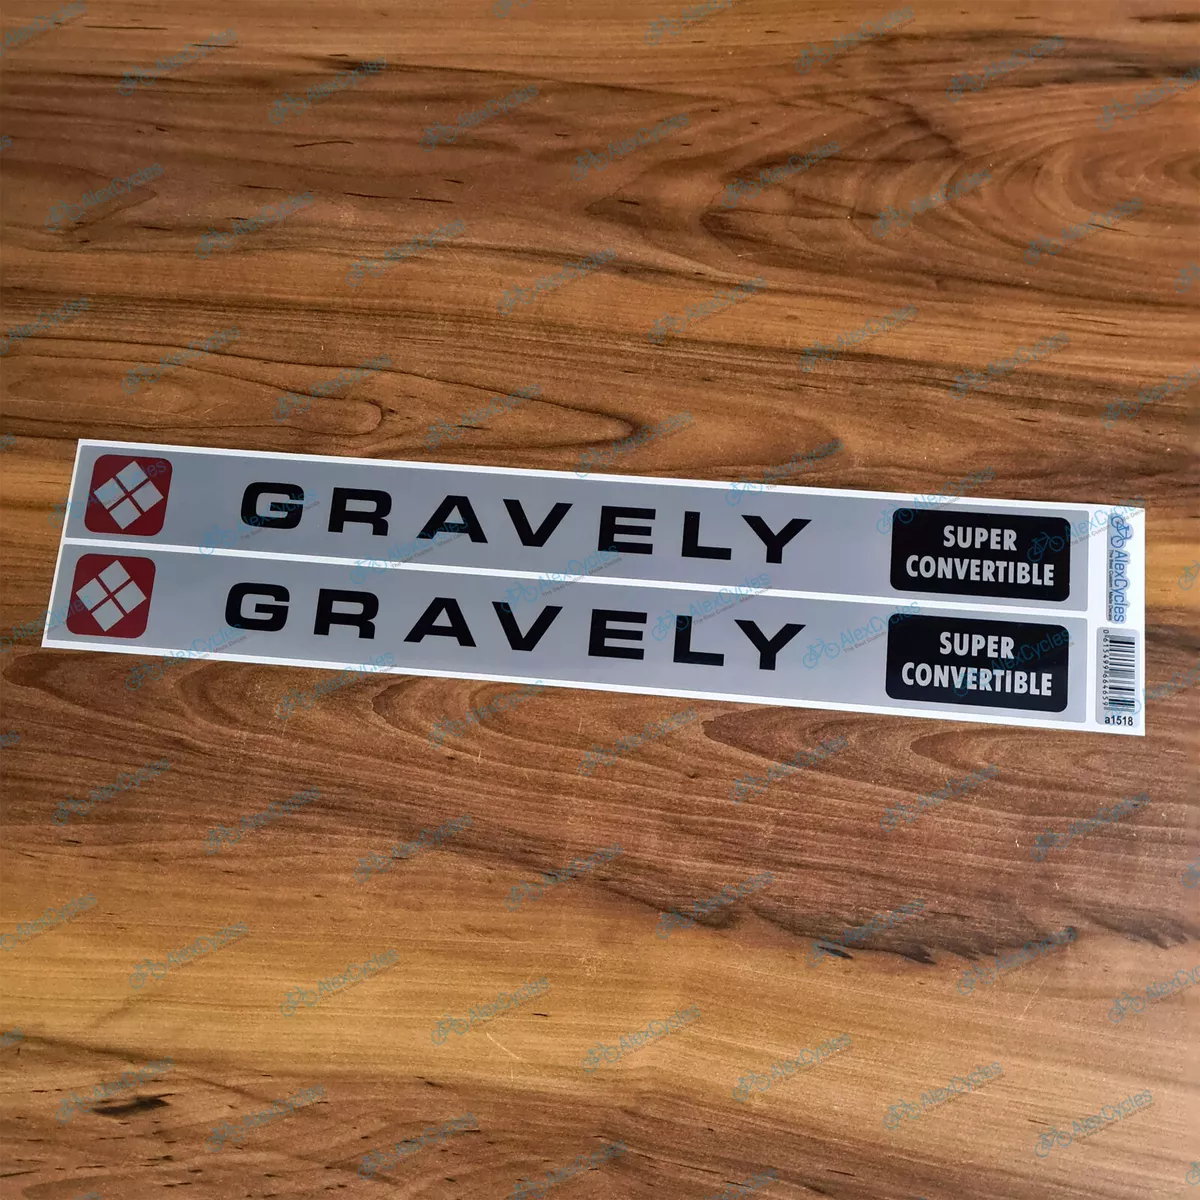 GRAVELY
SUPER
CONVERTIBLE
GRAVELY
SUPER
CONVERTIBLE
AlexCycles
a1518